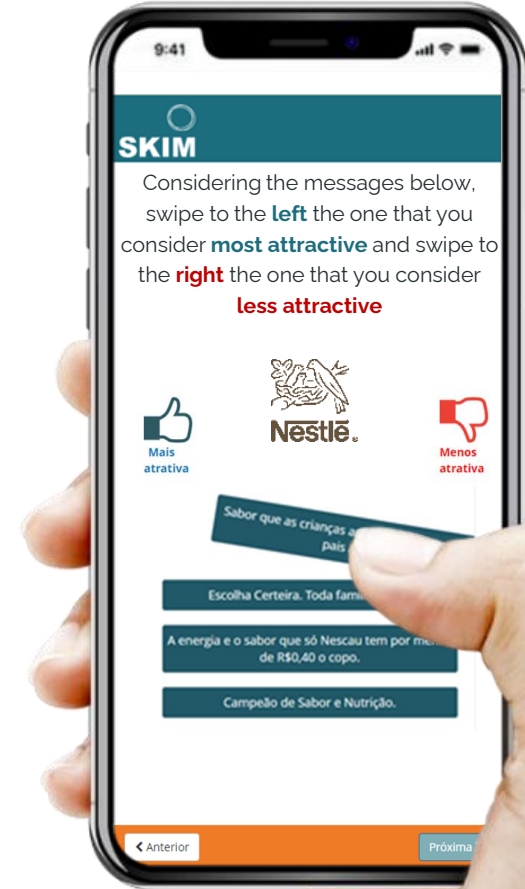 9:41
SKIM
Considering the messages below,
swipe to the left the one that you
consider most attractive and swipe to
the right the one that you consider
less attractive
Nestlē
Mais
atrativa
Menos
atrativa
Sabor que as crianças
pais
Escolha Certeira. Toda
A energia e o sabor que só Nescau tem por
de R$0,40 o copo.
Campeão de Sabor e Nutrição.
Anterior
Próxima